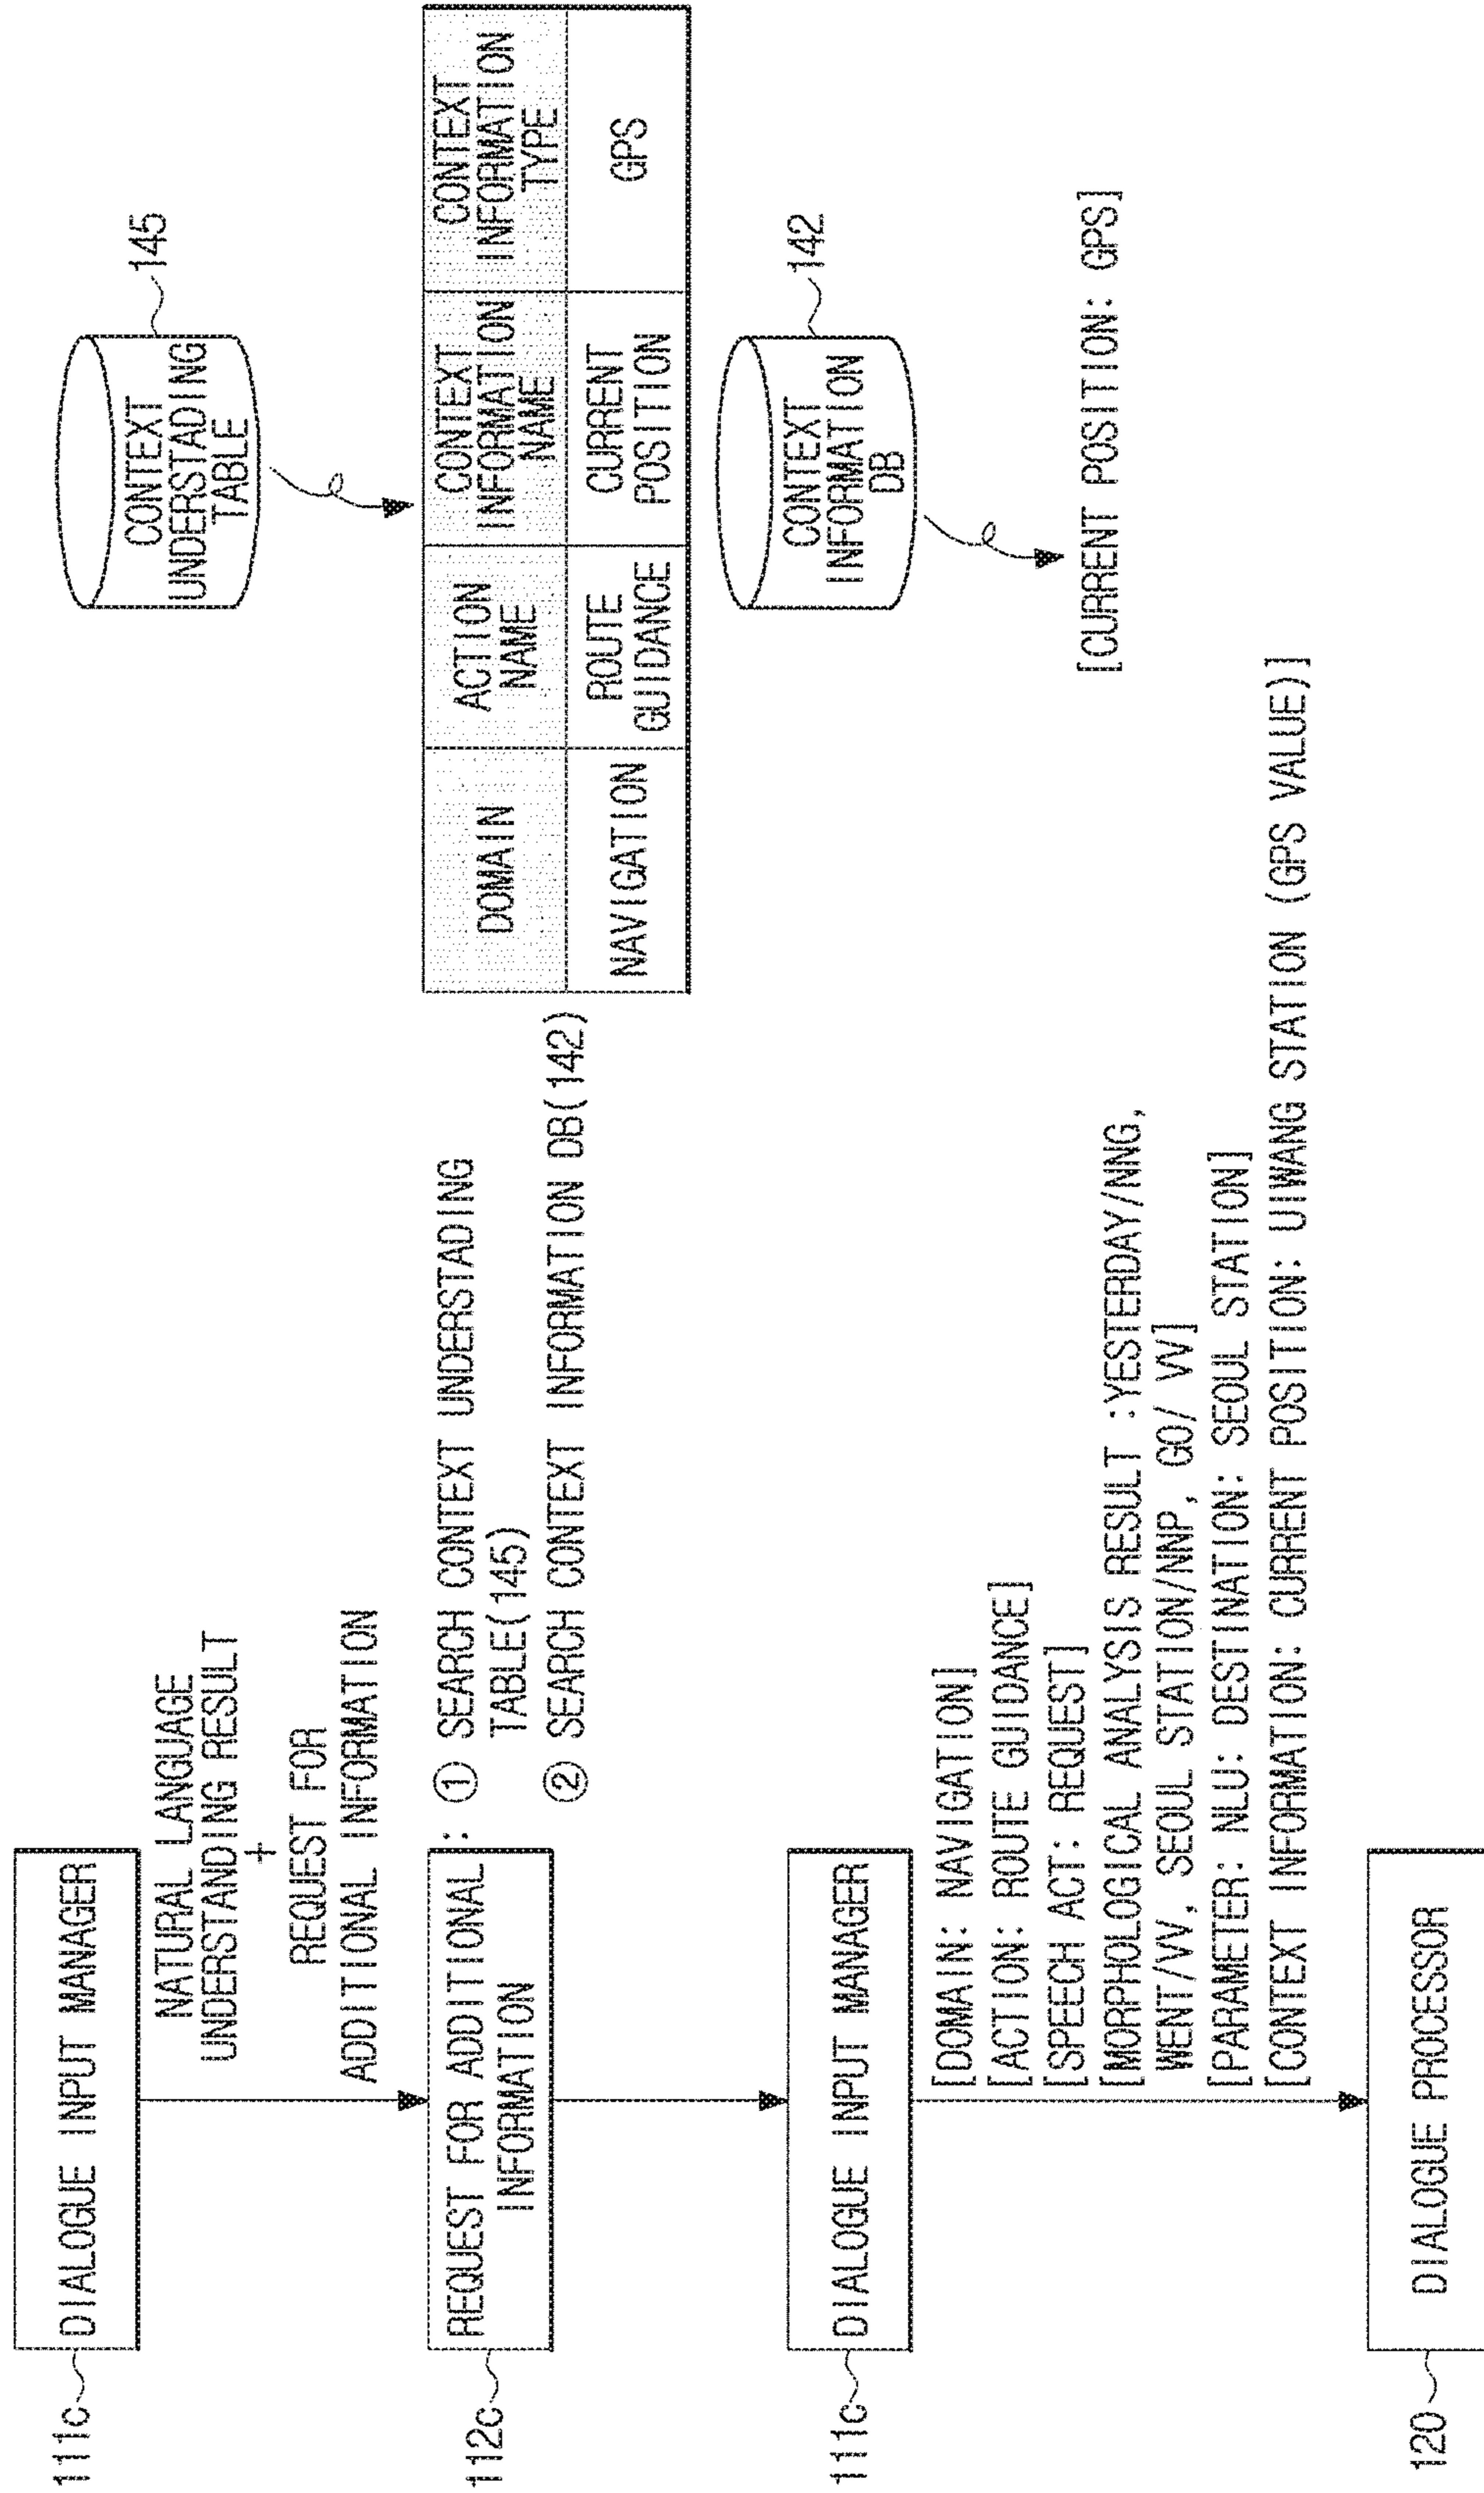 111c
DIALOGUE INPUT MANAGER
NATURAL LANGUAGE
UNDERSTANDING RESULT
+
REQUEST FOR
ADDITIONAL INFORMATION
112c
REQUEST FOR ADDITIONAL
INFORMATION
: ① SEARCH CONTEXT UNDERSTADING
TABLE(145)
② SEARCH CONTEXT INFORMATION DB(142)
CONTEXT
UNDERSTADING
TABLE
145
DOMAIN
ACTION
NAME
CONTEXT
INFORMATION
NAME
CONTEXT
INFORMATION
TYPE
NAVIGATION
ROUTE
GUIDANCE
CURRENT
POSITION
GPS
CONTEXT
INFORMATION
DB
142
[CURRENT POSITION: GPS]
111c
DIALOGUE INPUT MANAGER
[DOMAIN: NAVIGATION]
[ACTION: ROUTE GUIDANCE]
[SPEECH ACT: REQUEST]
[MORPHOLOGICAL ANALYSIS RESULT :YESTERDAY/NNG,
WENT/VV, SEOUL STATION/NNP, GO/ VV]
[PARAMETER: NLU: DESTINATION: SEOUL STATION]
[CONTEXT INFORMATION: CURRENT POSITION: UIWANG STATION (GPS VALUE)]
120
DIALOGUE PROCESSOR